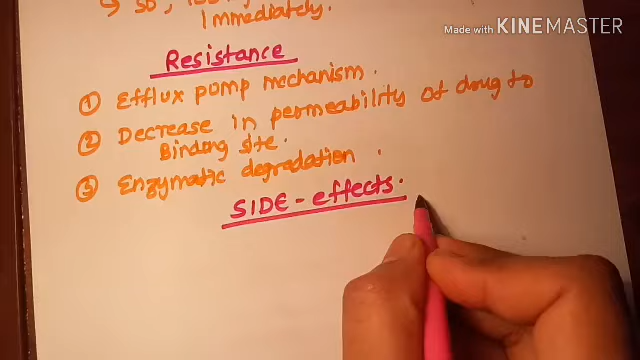 Made with KINEMASTER
→ so,
Immediately.
Resistance
① Efflux pump mechanism.
② Decrease in permeability of drug to
Binding site.
③ Enzymatic degradation.
SIDE-effects.